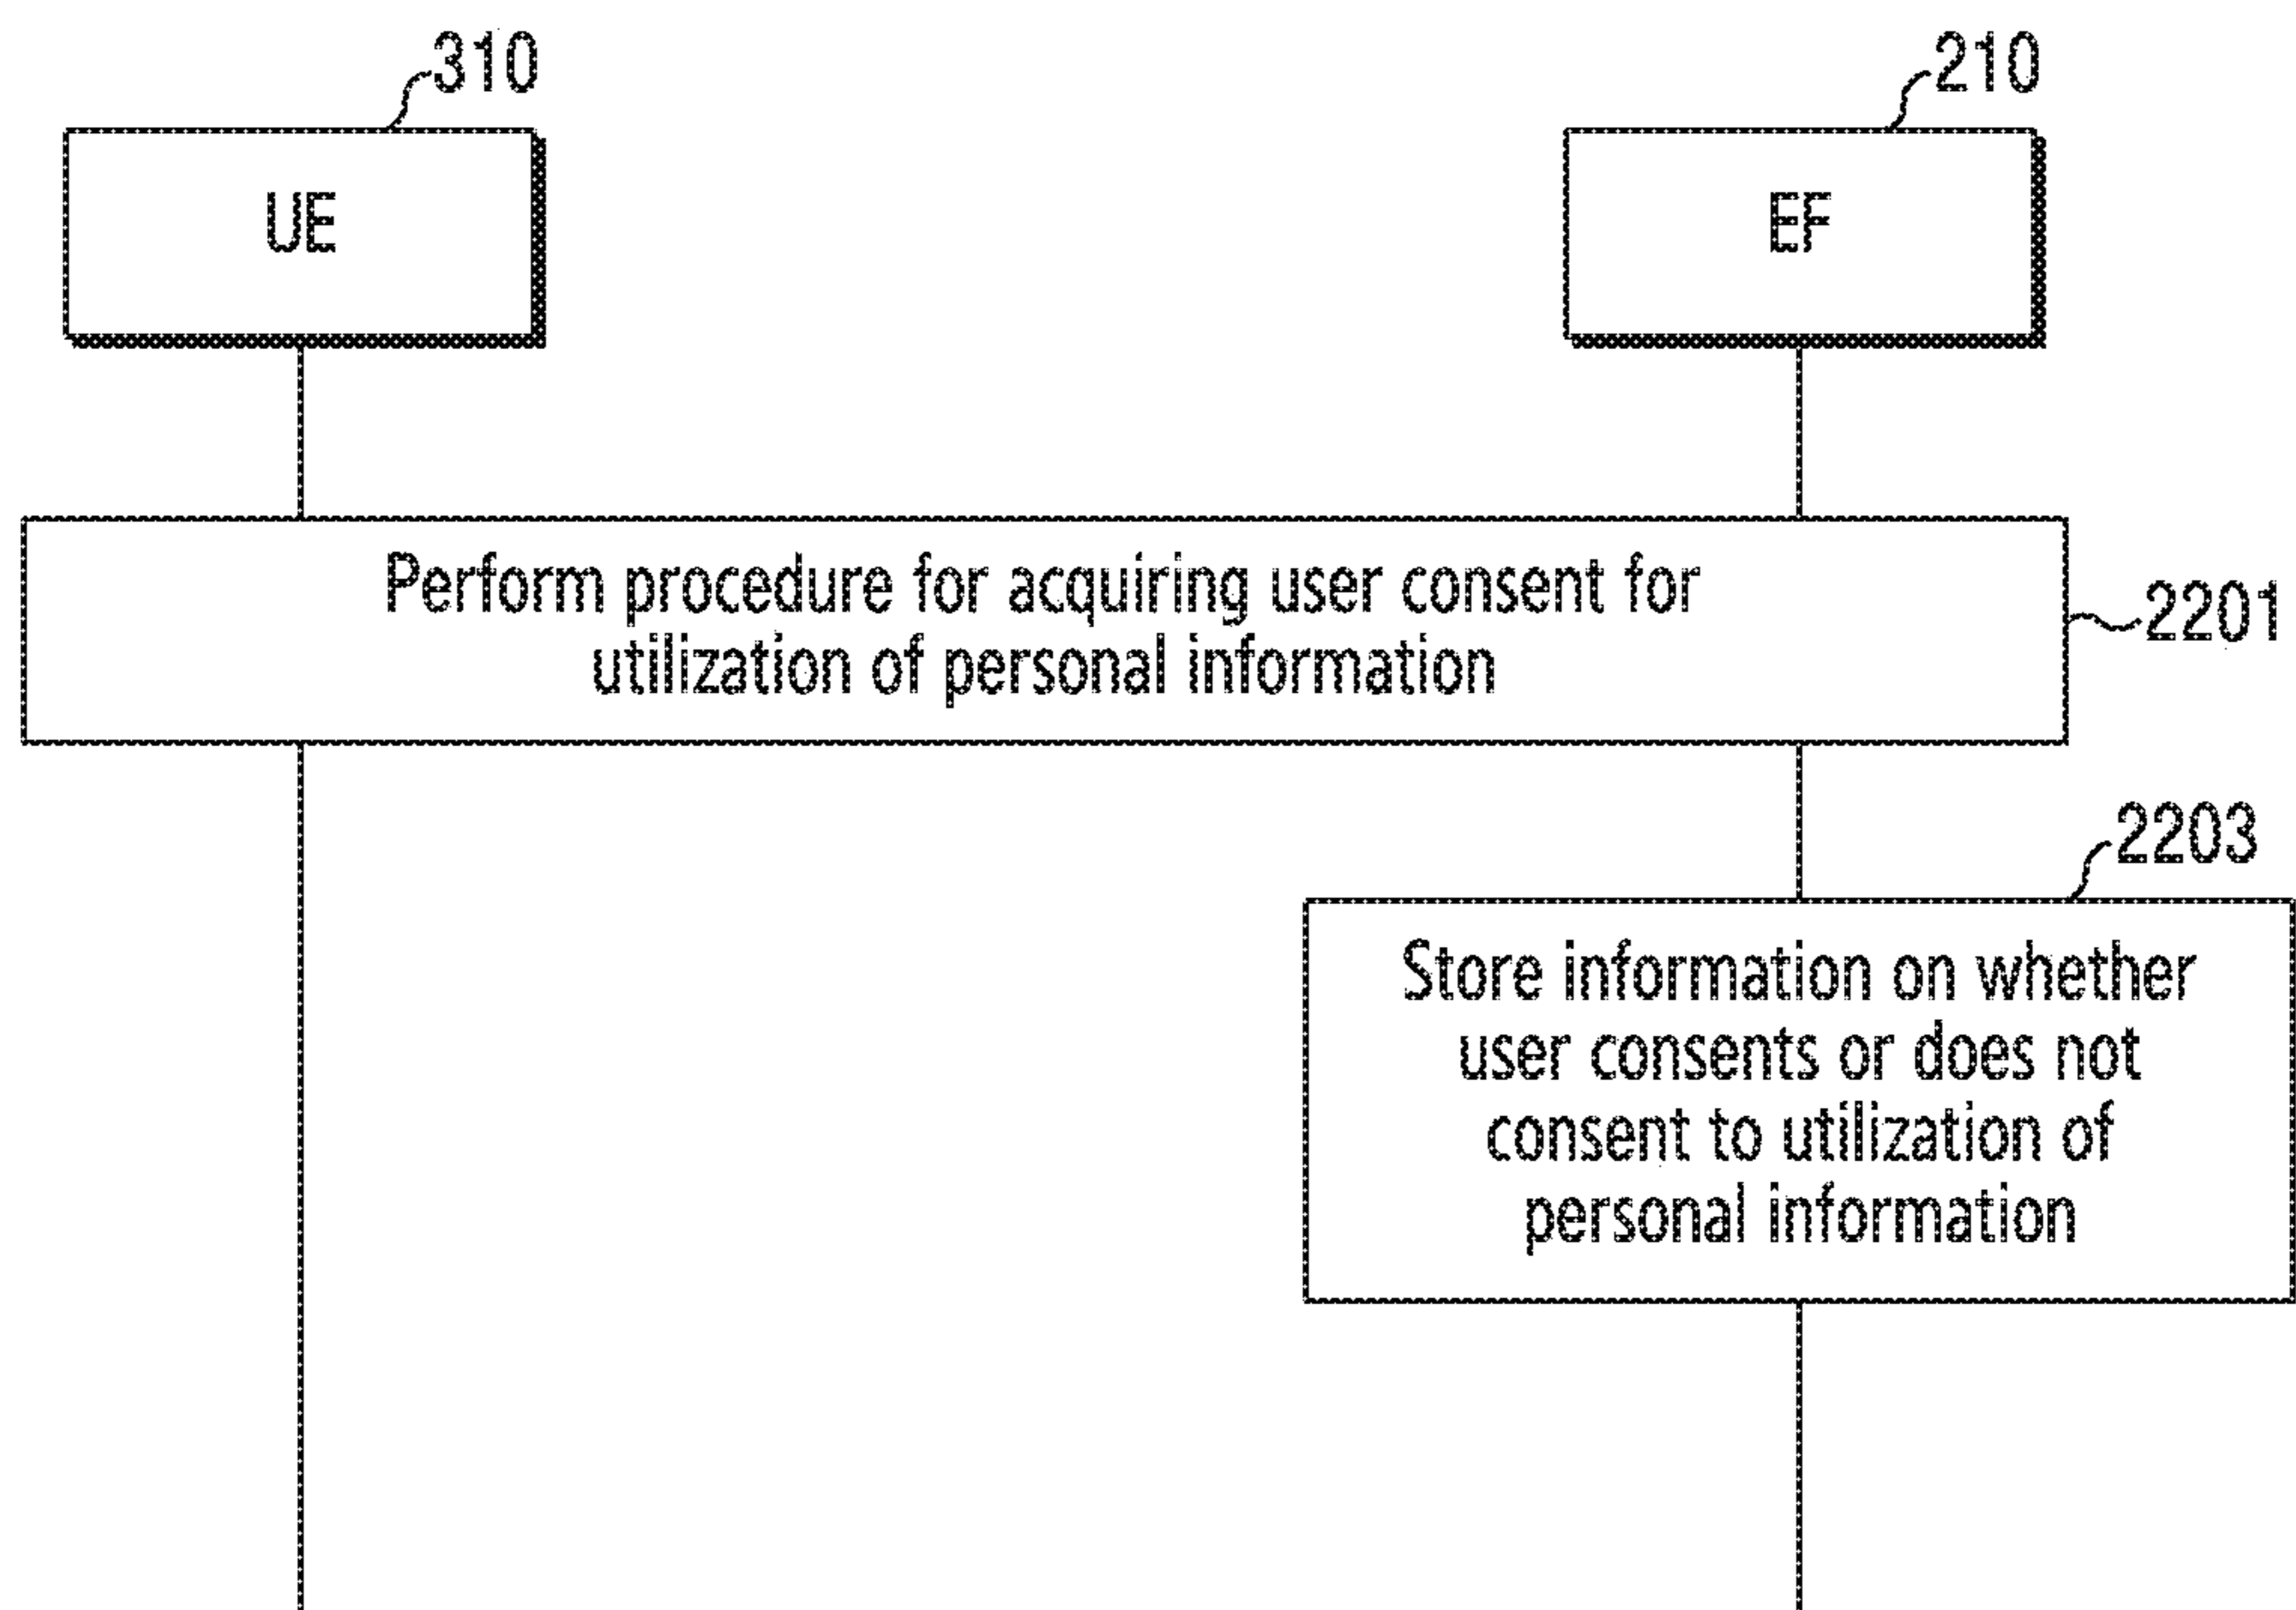 310
210
UE
EF
Perform procedure for acquiring user consent for
utilization of personal information
2201
2203
Store information on whether
user consents or does not
consent to utilization of
personal information